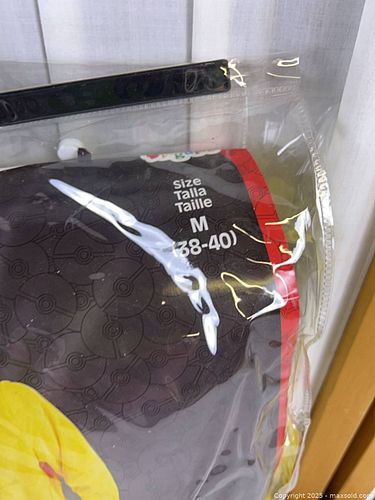 Size
Talla
Taille
M
(38-40)
Copyright 2025 - maxsold.com